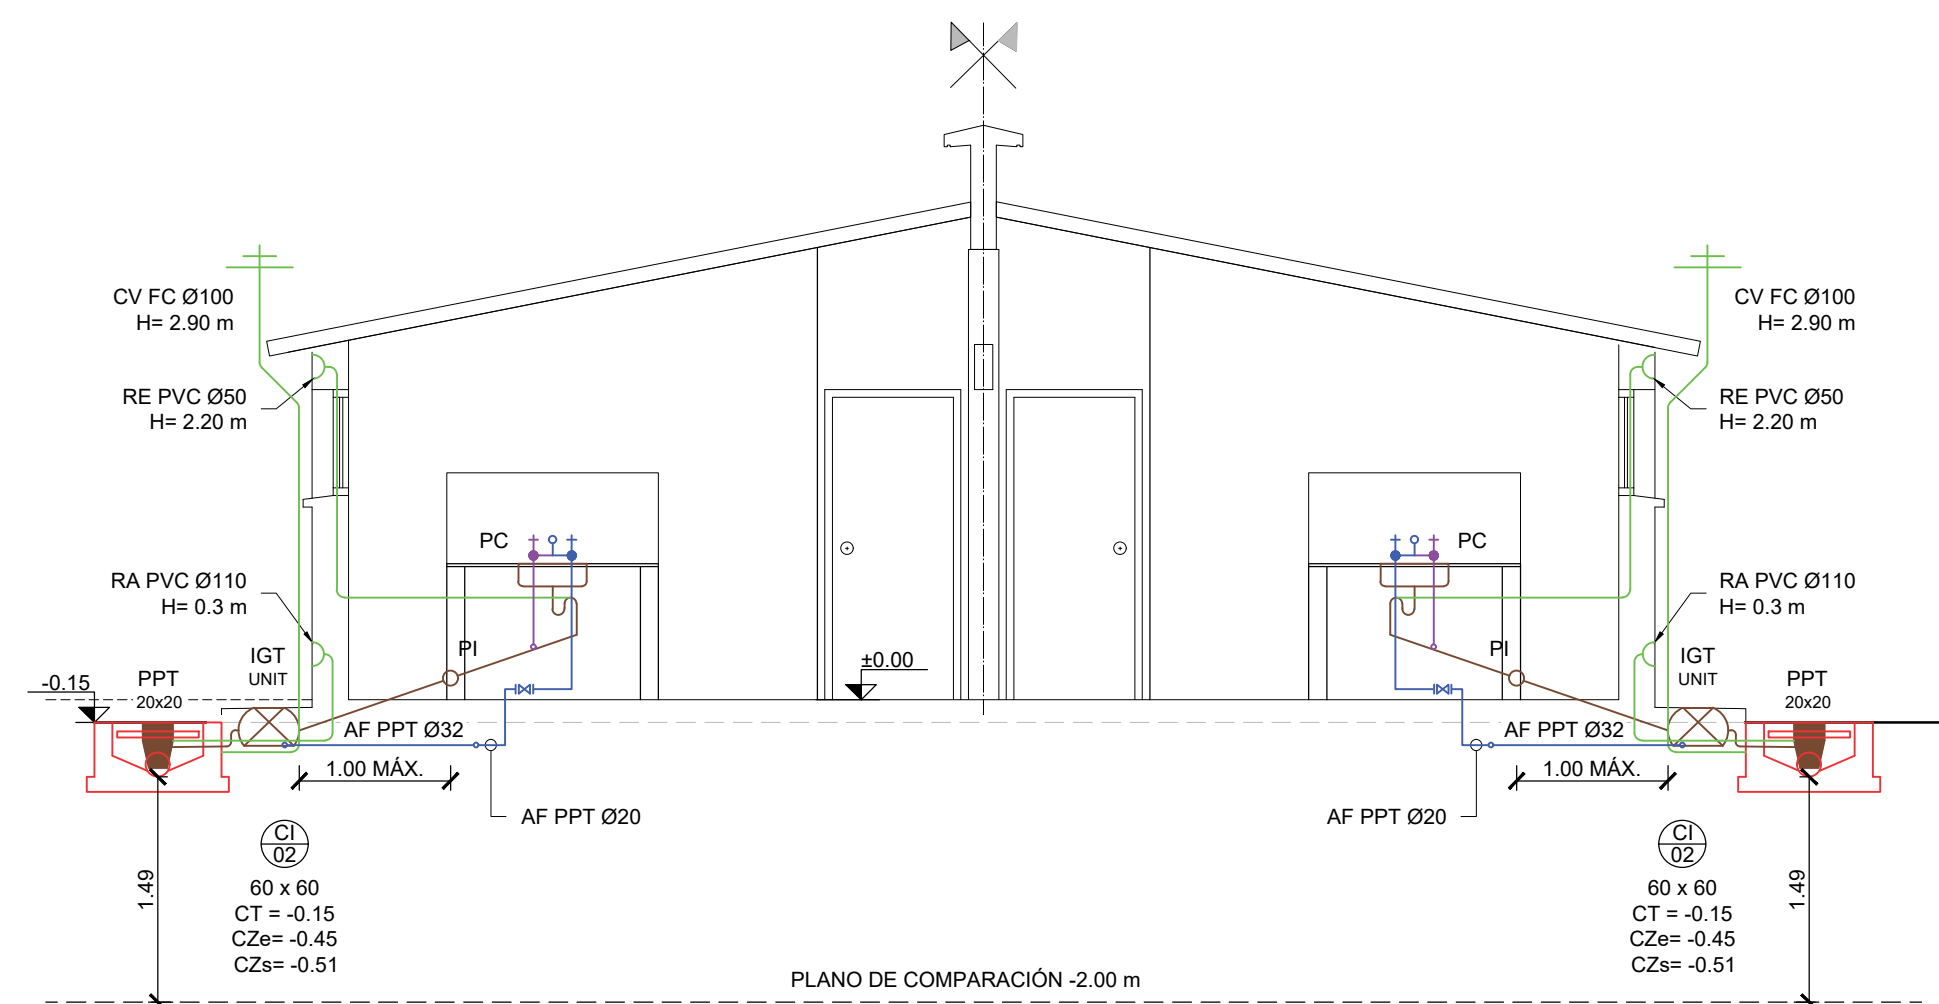 CV FC Ø100
H= 2.90 m
CV FC Ø100
H= 2.90 m
RE PVC Ø50
H= 2.20 m
RE PVC Ø50
H= 2.20 m
PC
PC
RA PVC Ø110
H= 0.3 m
RA PVC Ø110
H= 0.3 m
PI
PI
IGT
UNIT
IGT
UNIT
±0.00
-0.15
PPT
20x20
PPT
20x20
AF PPT Ø32
AF PPT Ø32
1.00 MÁX.
1.00 MÁX.
AF PPT Ø20
AF PPT Ø20
CI
02
60 x 60
CT = -0.15
CZe= -0.45
CZs= -0.51
CI
02
60 x 60
CT = -0.15
CZe= -0.45
CZs= -0.51
1.49
1.49
PLANO DE COMPARACIÓN -2.00 m